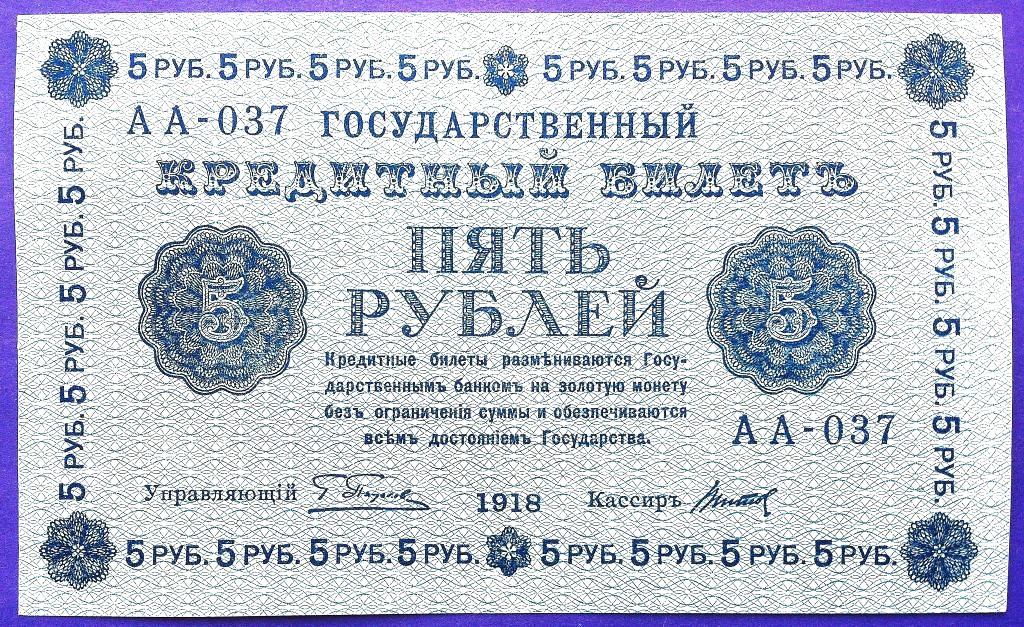 5 РУБ. 5 РУБ. 5 РУБ. 5 РУБ. 5 РУБ. 5 РУБ. 5 РУБ. 5 РУБ.
АА-037 ГОСУДАРСТВЕННЫЙ
КРЕДИТНЫЙ БИЛЕТЪ
ПЯТЬ
РУБЛЕЙ
5
5
Кредитные билеты размѣниваются Госу-
дарственнымъ банкомъ на золотую монету
безъ ограниченія суммы и обезпечиваются
всѣмъ достояніемъ Государства.
АА-037
Управляющій
1918
Кассиръ
5 РУБ. 5 РУБ. 5 РУБ. 5 РУБ. 5 РУБ. 5 РУБ. 5 РУБ. 5 РУБ.
5 РУБ. 5 РУБ. 5 РУБ. 5 РУБ.
5 РУБ. 5 РУБ. 5 РУБ. 5 РУБ.